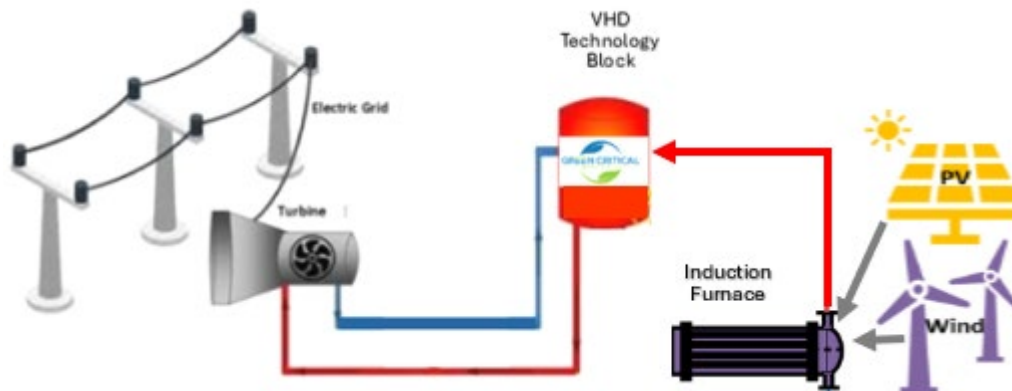 VHD
Technology
Block
Electric Grid
GREEN CRITICAL
PV
Turbine
Induction
Furnace
Wind